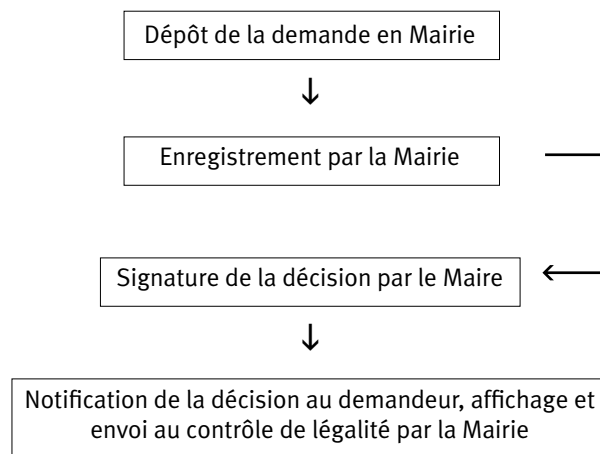 Dépôt de la demande en Mairie
Enregistrement par la Mairie
Signature de la décision par le Maire
Notification de la décision au demandeur, affichage et
envoi au contrôle de légalité par la Mairie